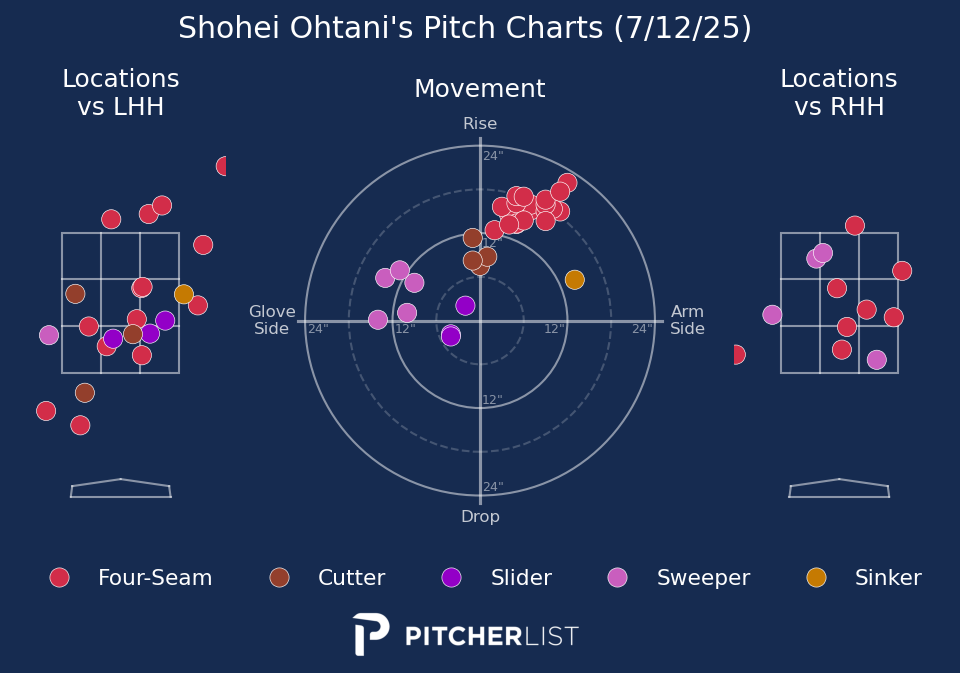 Shohei Ohtani's Pitch Charts (7/12/25)
Locations
vs LHH
Movement
Locations
vs RHH
Rise
24"
12"
Glove
Side
24"
12"
12"
24"
Arm
Side
12"
24"
Drop
Four-Seam
Cutter
Slider
Sweeper
Sinker
PITCHERLIST